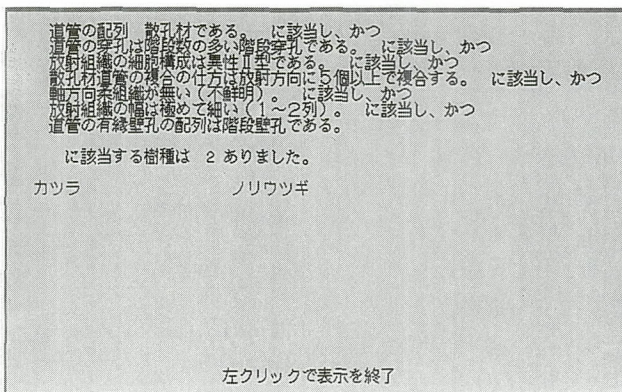 道管の配列　散孔材である。　に該当し、かつ
道管の穿孔は階段数の多い階段穿孔である。　に該当し、かつ
放射組織の細胞構成は異性Ⅱ型である。　に該当し、かつ
散孔材道管の複合の仕方は放射方向に５個以上で複合する。　に該当し、かつ
軸方向柔組織が無い（不鮮明）。　に該当し、かつ
放射組織の幅は極めて細い（１～２列）。　に該当し、かつ
道管の有縁壁孔の配列は階段壁孔である。
に該当する樹種は　２ありました。
カツラ　ノリウツギ
左クリックで表示を終了